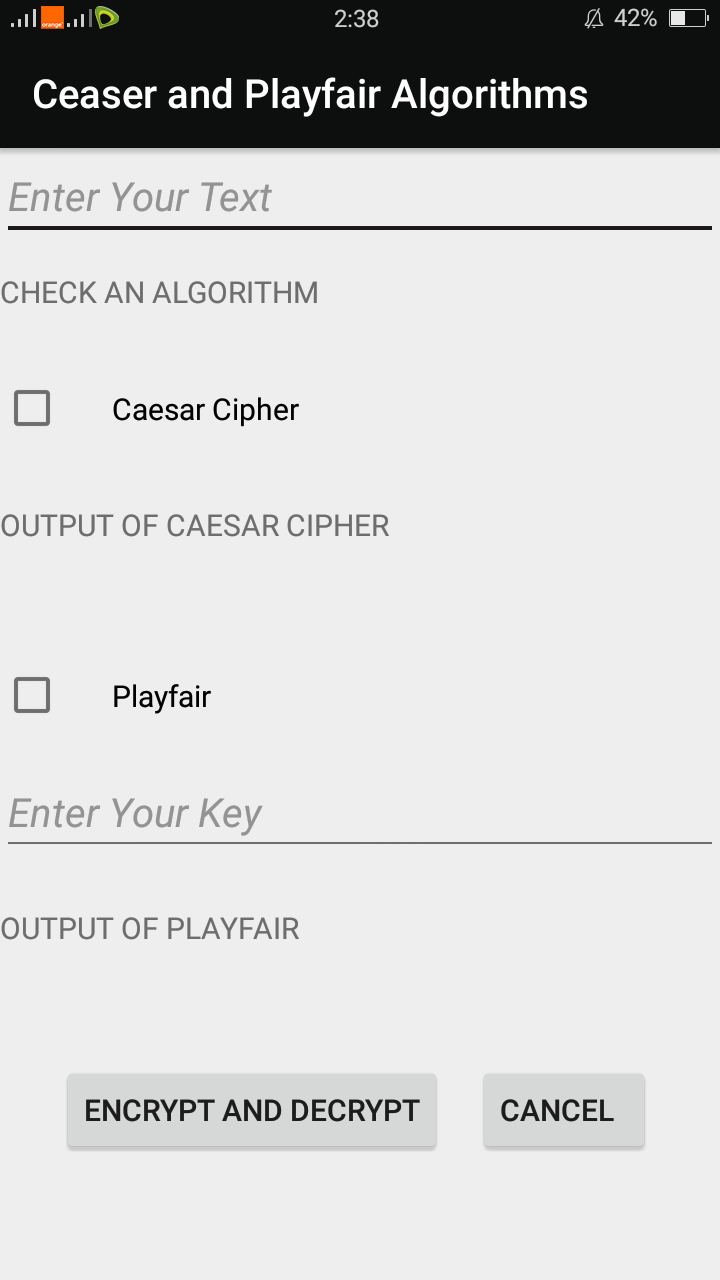 orange 2:38 42%
Ceaser and Playfair Algorithms
Enter Your Text
CHECK AN ALGORITHM
Caesar Cipher
OUTPUT OF CAESAR CIPHER
Playfair
Enter Your Key
OUTPUT OF PLAYFAIR
ENCRYPT AND DECRYPT CANCEL